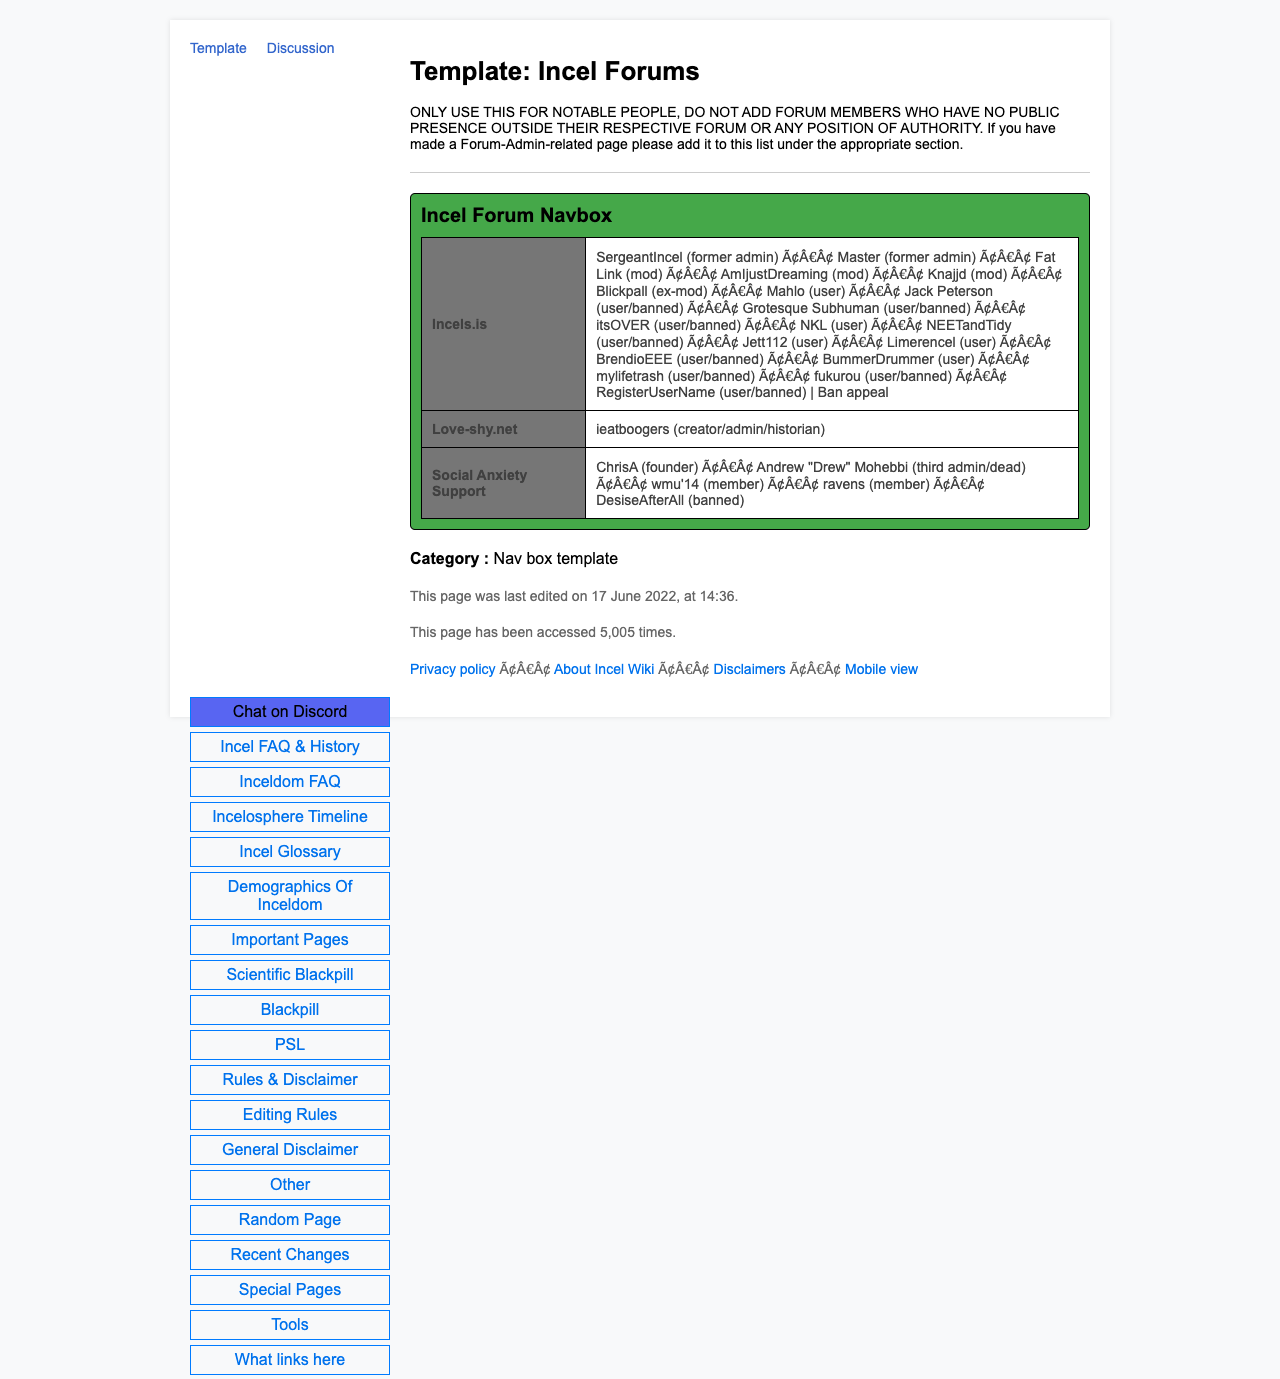 Template Discussion
Template: Incel Forums
ONLY USE THIS FOR NOTABLE PEOPLE, DO NOT ADD FORUM MEMBERS WHO HAVE NO PUBLIC
PRESENCE OUTSIDE THEIR RESPECTIVE FORUM OR ANY POSITION OF AUTHORITY. If you have
made a Forum-Admin-related page please add it to this list under the appropriate section.
Incel Forum Navbox
Incels.is
SergeantIncel (former admin) Ã¢Â€Â¢ Master (former admin) Ã¢Â€Â¢ Fat
Link (mod) Ã¢Â€Â¢ AmIjustDreaming (mod) Ã¢Â€Â¢ Knajjd (mod) Ã¢Â€Â¢
Blickpall (ex-mod) Ã¢Â€Â¢ Mahlo (user) Ã¢Â€Â¢ Jack Peterson
(user/banned) Ã¢Â€Â¢ Grotesque Subhuman (user/banned) Ã¢Â€Â¢
itsOVER (user/banned) Ã¢Â€Â¢ NKL (user) Ã¢Â€Â¢ NEETandTidy
(user/banned) Ã¢Â€Â¢ Jett112 (user) Ã¢Â€Â¢ Limerencel (user) Ã¢Â€Â¢
BrendioEEE (user/banned) Ã¢Â€Â¢ BummerDrummer (user) Ã¢Â€Â¢
mylifetrash (user/banned) Ã¢Â€Â¢ fukurou (user/banned) Ã¢Â€Â¢
RegisterUserName (user/banned) | Ban appeal
Love-shy.net
ieatboogers (creator/admin/historian)
Social Anxiety
Support
ChrisA (founder) Ã¢Â€Â¢ Andrew "Drew" Mohebbi (third admin/dead)
Ã¢Â€Â¢ wmu'14 (member) Ã¢Â€Â¢ ravens (member) Ã¢Â€Â¢
DesiseAfterAll (banned)
Category : Nav box template
This page was last edited on 17 June 2022, at 14:36.
This page has been accessed 5,005 times.
Privacy policy Ã¢Â€Â¢ About Incel Wiki Ã¢Â€Â¢ Disclaimers Ã¢Â€Â¢ Mobile view
Chat on Discord
Incel FAQ & History
Inceldom FAQ
Incelosphere Timeline
Incel Glossary
Demographics Of
Inceldom
Important Pages
Scientific Blackpill
Blackpill
PSL
Rules & Disclaimer
Editing Rules
General Disclaimer
Other
Random Page
Recent Changes
Special Pages
Tools
What links here